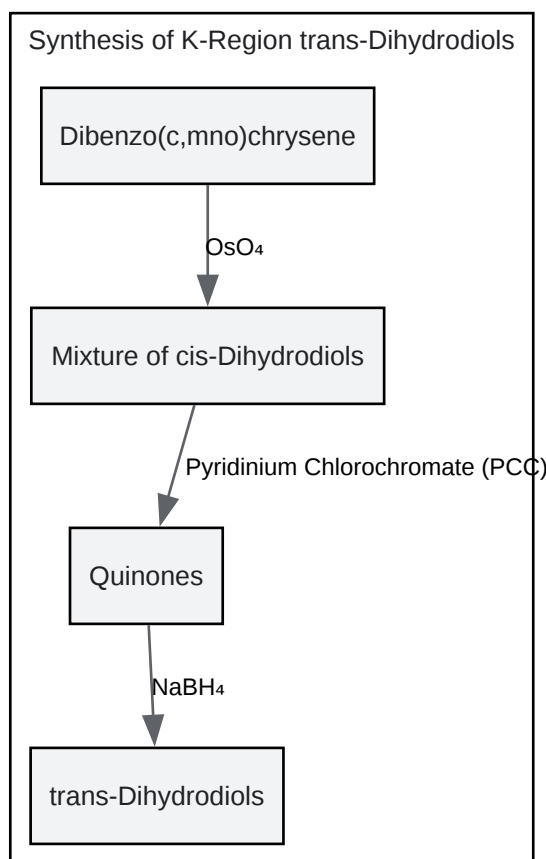 Synthesis of K-Region trans-Dihydrodiols
Dibenzo(c,mno)chrysene
OsO₄
Mixture of cis-Dihydrodiols
Pyridinium Chlorochromate (PCC)
Quinones
NaBH₄
trans-Dihydrodiols